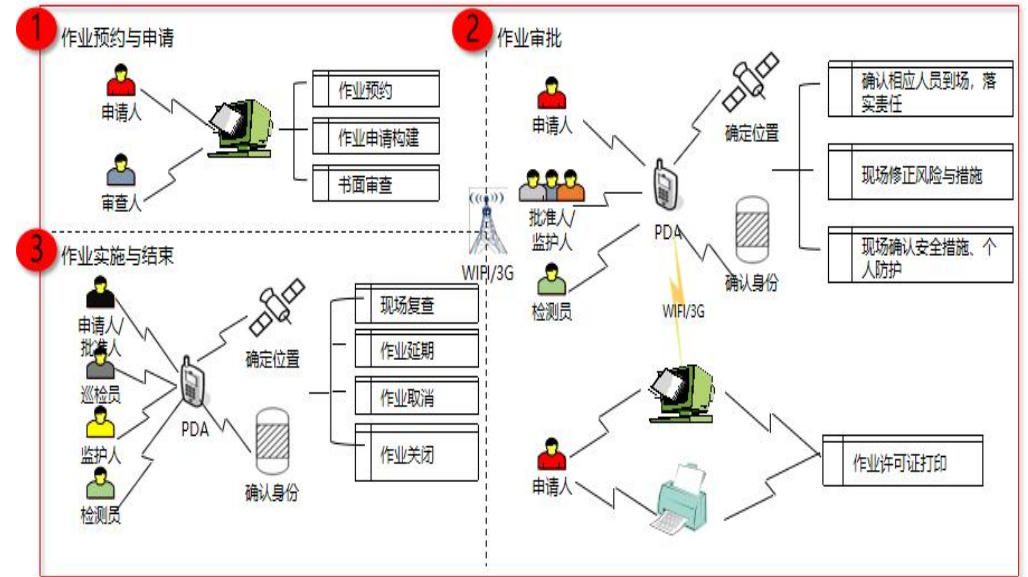 1
作业预约与申请
申请人
审查人
作业预约
作业申请构建
书面审查
2
作业审批
申请人
批准人/
监护人
检测员
PDA
确定位置
确认身份
WIFI/3G
确认相应人员到场，落
实责任
现场修正风险与措施
现场确认安全措施、个
人防护
WIFI/3G
申请人
作业许可证打印
3
作业实施与结束
申请人/
批准人
巡检员
监护人
检测员
PDA
确定位置
确认身份
现场复查
作业延期
作业取消
作业关闭